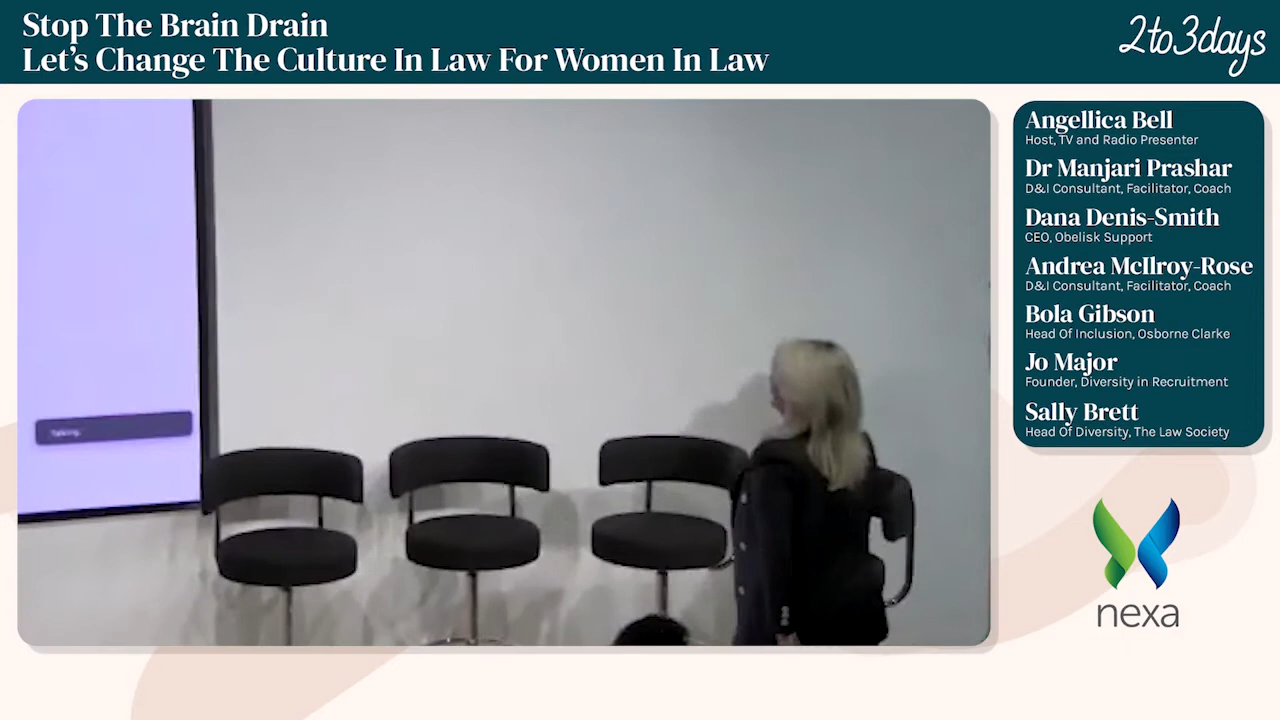 Stop The Brain Drain
Let's Change The Culture In Law For Women In Law
2to3days
Angellica Bell
Host, TV and Radio Presenter
Dr Manjari Prashar
D&I Consultant, Facilitator, Coach
Dana Denis-Smith
CEO, Obelisk Support
Andrea McIlroy-Rose
D&I Consultant, Facilitator, Coach
Bola Gibson
Head Of Inclusion, Osborne Clarke
Jo Major
Founder, Diversity in Recruitment
Sally Brett
Head Of Diversity, The Law Society
nexa